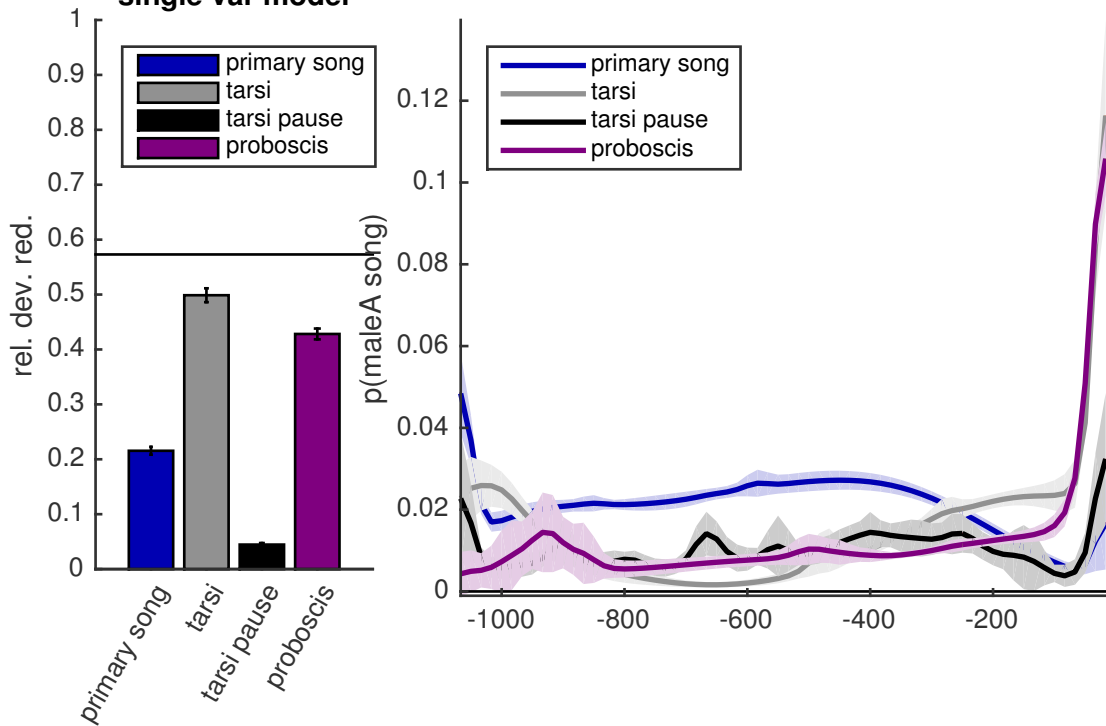 single var model
1
0.9
0.8
0.7
0.6
0.5
0.4
0.3
0.2
0.1
0
rel. dev. red.
primary song
tarsi
tarsi pause
proboscis
primary song
tarsi
tarsi pause
proboscis
0.12
0.1
0.08
0.06
0.04
0.02
0
p(maleA song)
primary song
tarsi
tarsi pause
proboscis
-1000
-800
-600
-400
-200